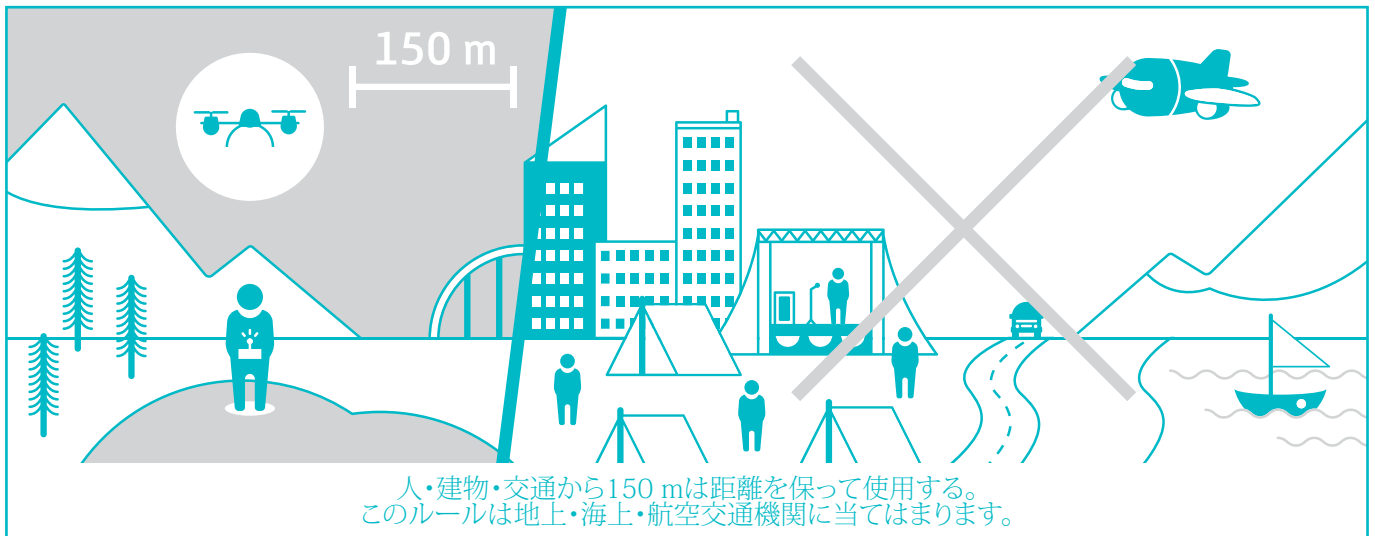 150 m
人・建物・交通から150 mは距離を保って使用する。
このルールは地上・海上・航空交通機関に当てはまります。